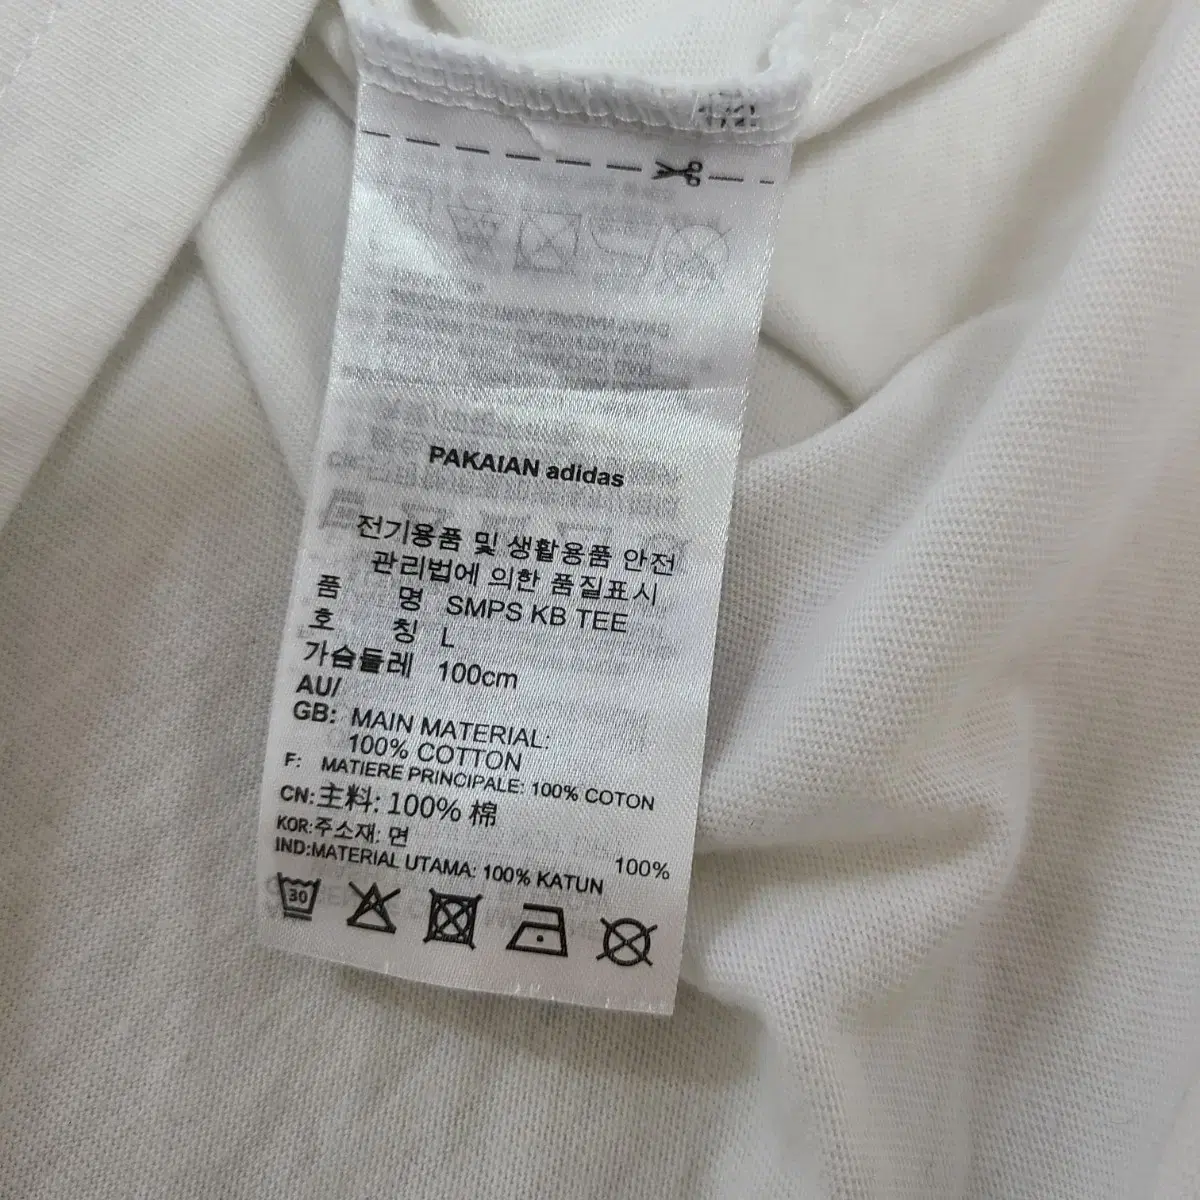 PAKAIAN adidas
전기용품 및 생활용품 안전
관리법에 의한 품질표시
품 명 SMPS KB TEE
호 칭 L
가슴둘레 100cm
AU/
GB: MAIN MATERIAL:
100% COTTON
F: MATIERE PRINCIPALE: 100% COTON
CN:主料: 100% 棉
KOR:주소재: 면 100%
IND:MATERIAL UTAMA: 100% KATUN
30